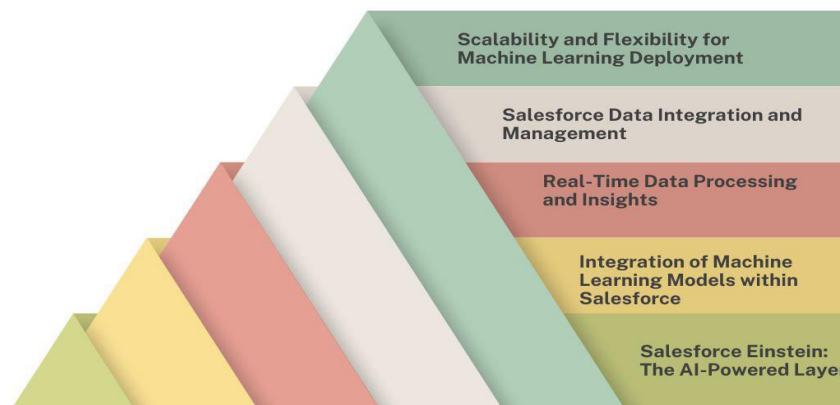 Scalability and Flexibility for
Machine Learning Deployment
Salesforce Data Integration and
Management
Real-Time Data Processing
and Insights
Integration of Machine
Learning Models within
Salesforce
Salesforce Einstein:
The AI-Powered Layer